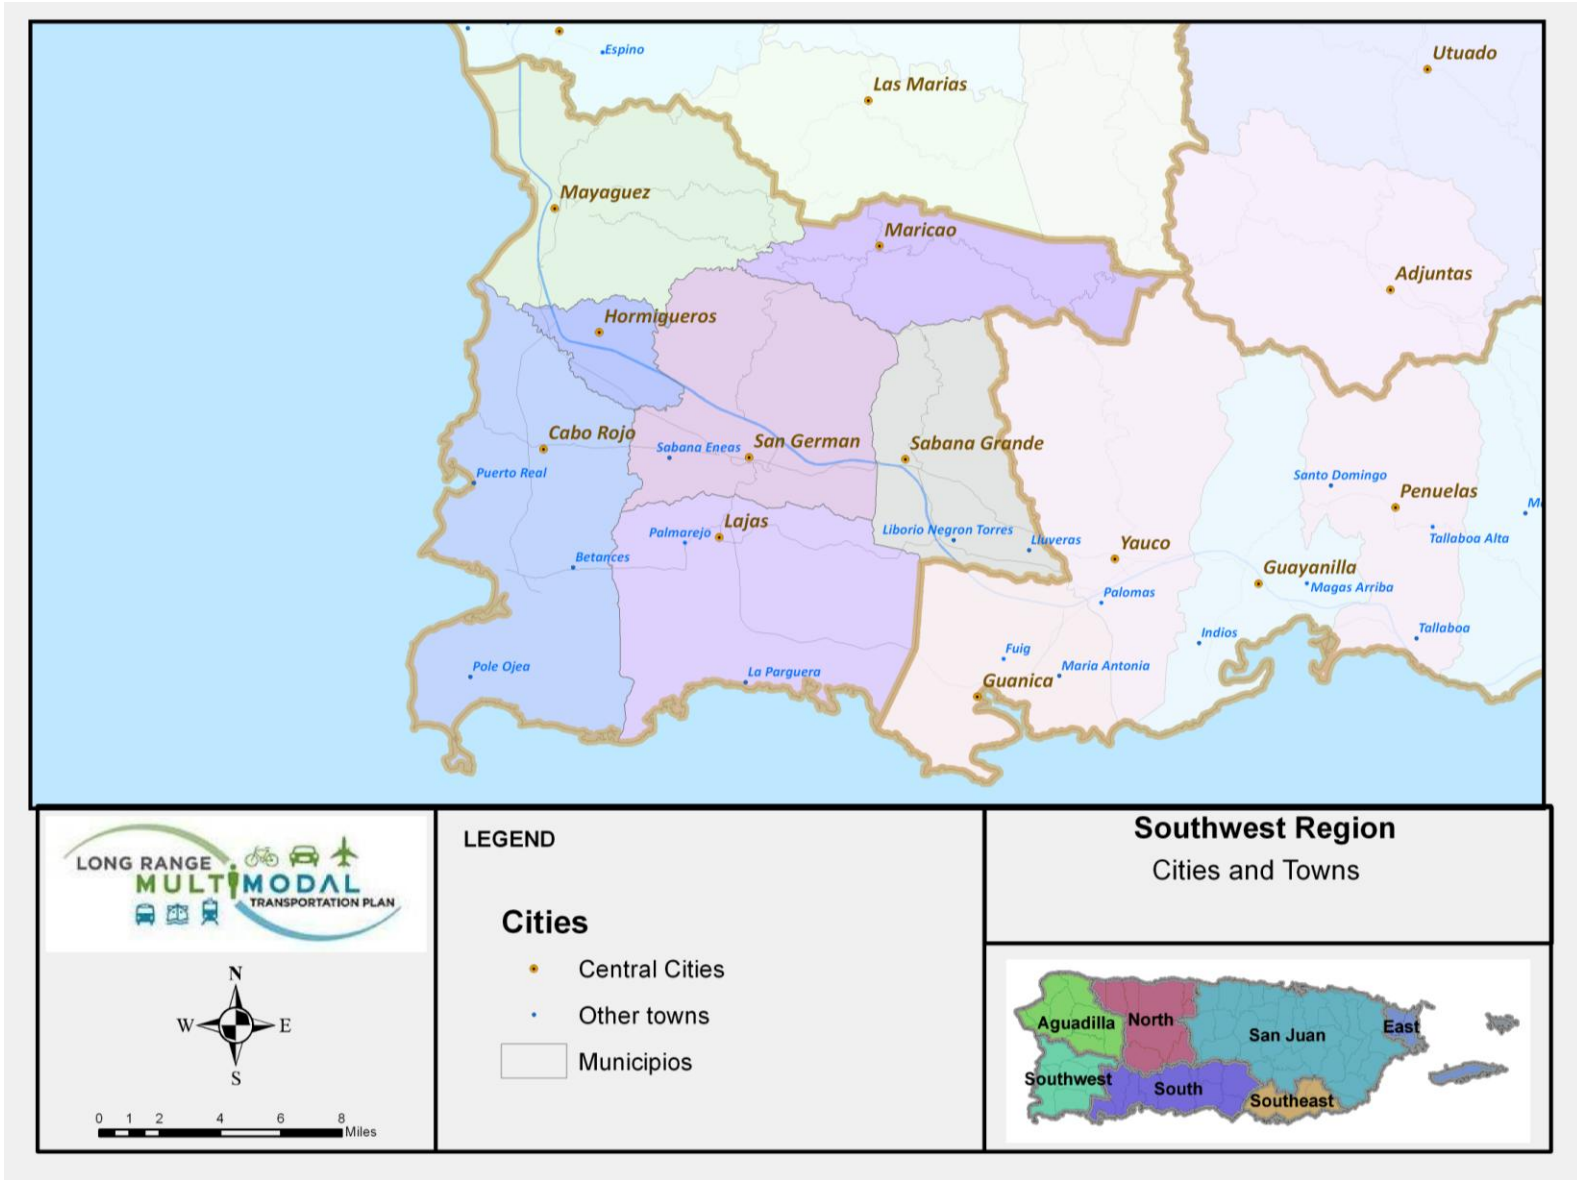 Espino
Utuado
Las Marias
Mayaguez
Maricao
Adjuntas
Hormigueros
Cabo Rojo
Sabana Eneas
San German
Sabana Grande
Puerto Real
Santo Domingo
Penuelas
Lajas
Palmarejo
Liborio Negron Torres
Lluveras
Yauco
Tallaboa Alta
Betances
Guayanilla
Magas Arriba
Palomas
Indios
Tallaboa
Fuig
Maria Antonia
Pole Ojea
La Parguera
Guanica
LONG RANGE
MULTIMODAL
TRANSPORTATION PLAN
N
W E
S
0 1 2 4 6 8
Miles
LEGEND
Cities
Central Cities
Other towns
Municipios
Southwest Region
Cities and Towns
Aguadilla
North
San Juan
East
Southwest
South
Southeast